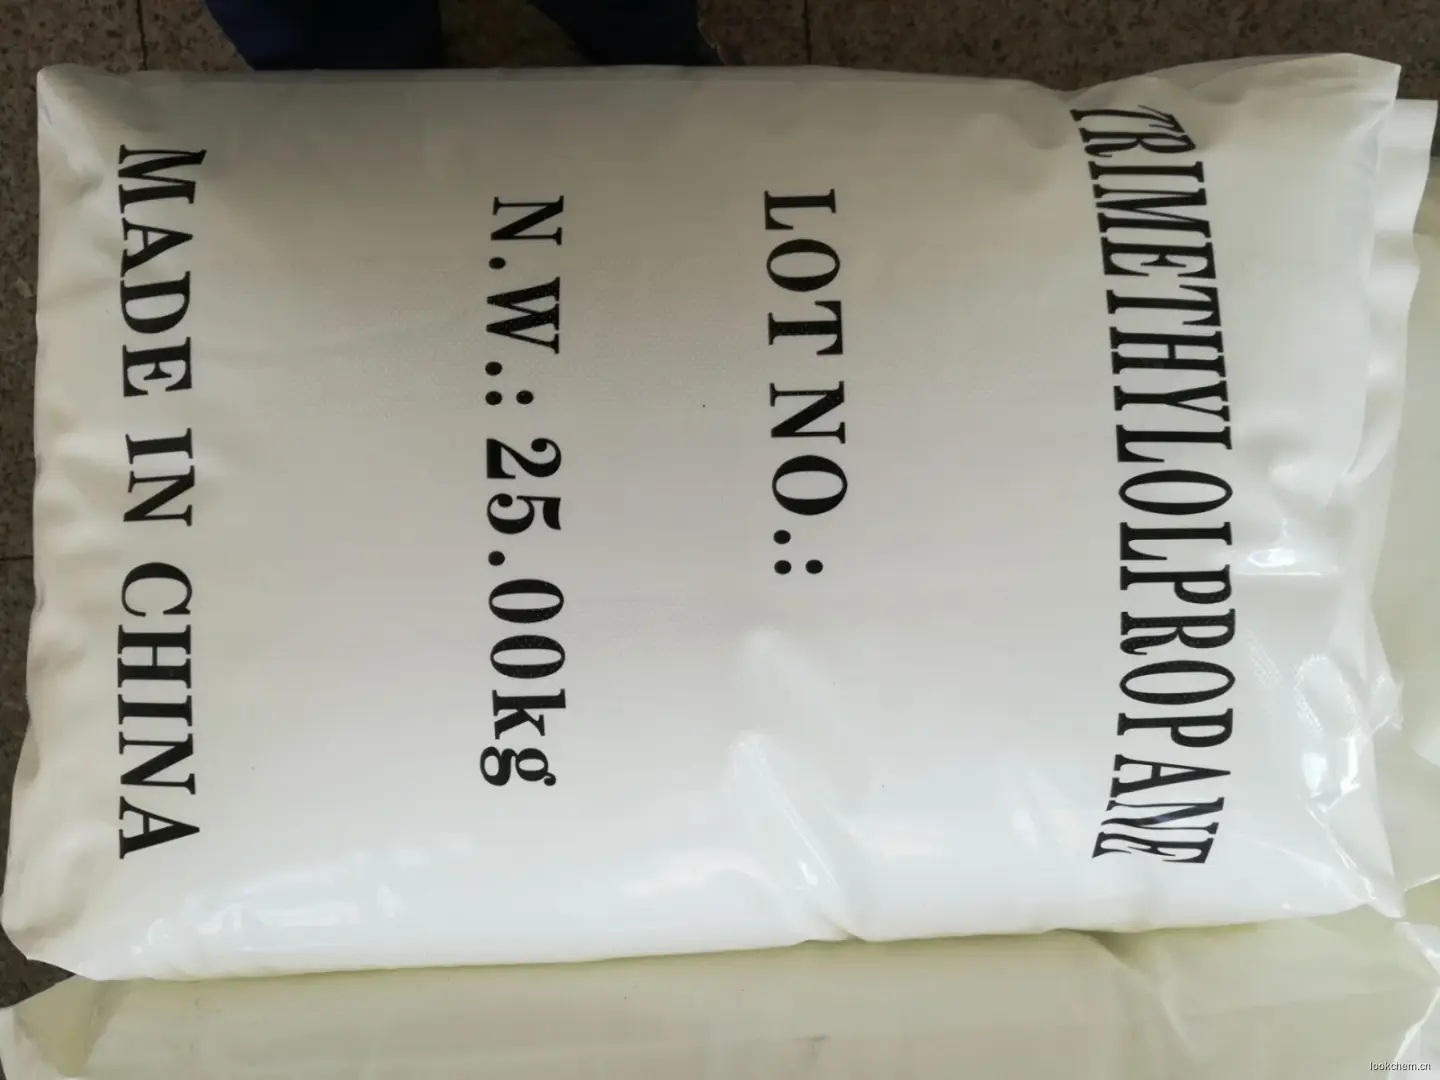 TRIMETHYLOLPROPANE
LOT NO.:
N.W.: 25.00kg
MADE IN CHINA
lookchem.cn